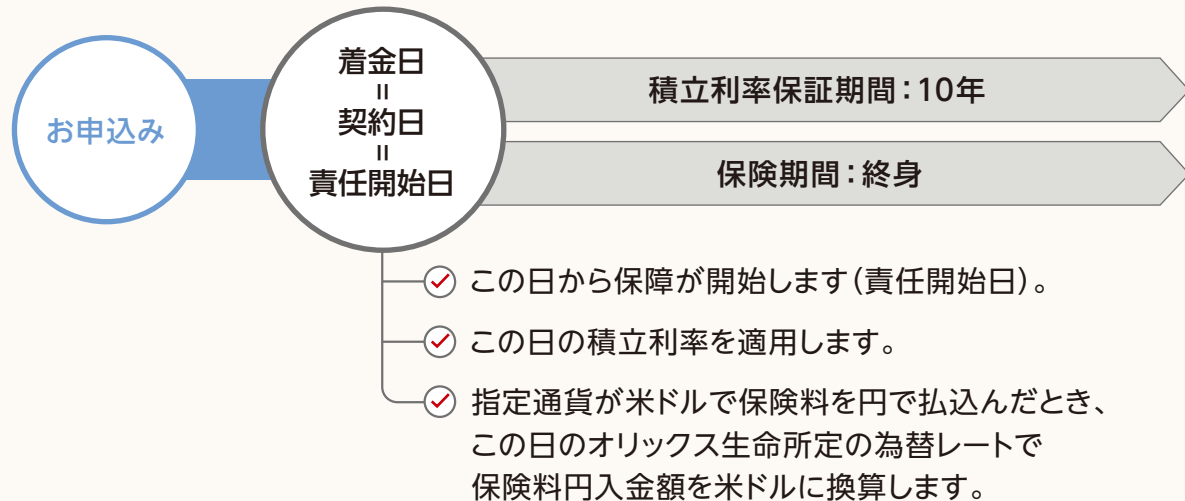 お申込み
着金日
=
契約日
=
責任開始日
積立利率保証期間：10年
保険期間：終身
この日から保障が開始します（責任開始日）。
この日の積立利率を適用します。
指定通貨が米ドルで保険料を円で払込んだとき、
この日のオリックス生命所定の為替レートで
保険料円入金額を米ドルに換算します。